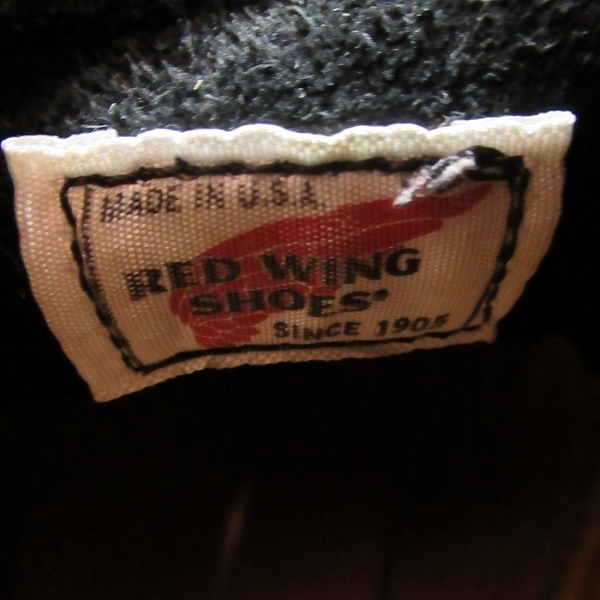 MADE IN U.S.A.
RED WING
SHOES®
SINCE 1905